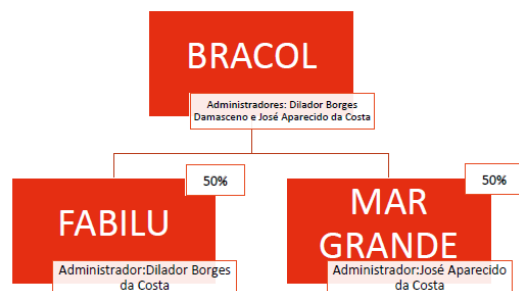 BRACOL
Administradores: Dilador Borges
Damasceno e José Aparecido da Costa
50%
FABILU
Administrador:Dilador Borges
da Costa
50%
MAR
GRANDE
Administrador:José Aparecido
da Costa